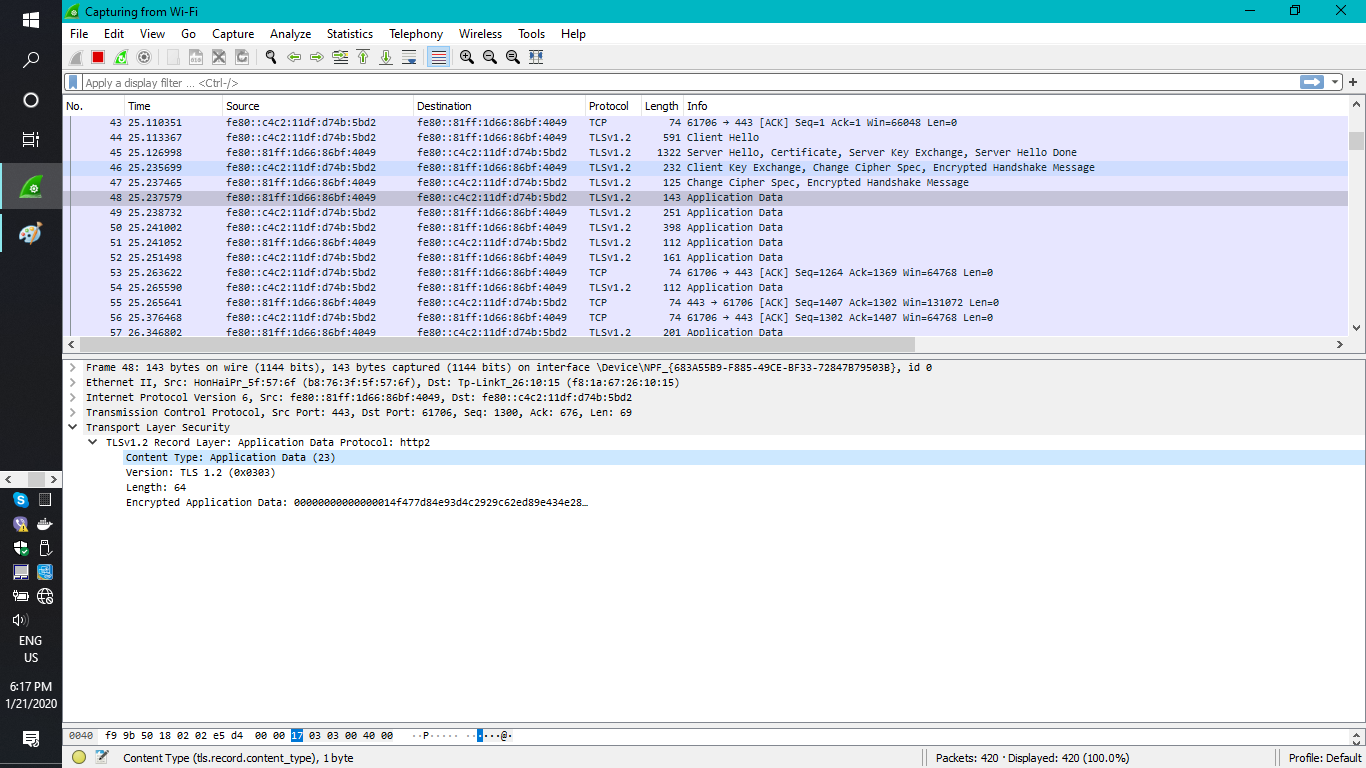 Capturing from Wi-Fi
File Edit View Go Capture Analyze Statistics Telephony Wireless Tools Help
Apply a display filter ... <Ctrl-/>
No. Time Source Destination Protocol Length Info
43 25.110351 fe80::c4c2:11df:d74b:5bd2 fe80::81ff:1d66:86bf:4049 TCP 74 61706 → 443 [ACK] Seq=1 Ack=1 Win=66048 Len=0
44 25.113367 fe80::c4c2:11df:d74b:5bd2 fe80::81ff:1d66:86bf:4049 TLSv1.2 591 Client Hello
45 25.126998 fe80::81ff:1d66:86bf:4049 fe80::c4c2:11df:d74b:5bd2 TLSv1.2 1322 Server Hello, Certificate, Server Key Exchange, Server Hello Done
46 25.235699 fe80::c4c2:11df:d74b:5bd2 fe80::81ff:1d66:86bf:4049 TLSv1.2 232 Client Key Exchange, Change Cipher Spec, Encrypted Handshake Message
47 25.237465 fe80::81ff:1d66:86bf:4049 fe80::c4c2:11df:d74b:5bd2 TLSv1.2 125 Change Cipher Spec, Encrypted Handshake Message
48 25.237579 fe80::81ff:1d66:86bf:4049 fe80::c4c2:11df:d74b:5bd2 TLSv1.2 143 Application Data
49 25.238732 fe80::c4c2:11df:d74b:5bd2 fe80::81ff:1d66:86bf:4049 TLSv1.2 251 Application Data
50 25.241002 fe80::c4c2:11df:d74b:5bd2 fe80::81ff:1d66:86bf:4049 TLSv1.2 398 Application Data
51 25.241052 fe80::81ff:1d66:86bf:4049 fe80::c4c2:11df:d74b:5bd2 TLSv1.2 112 Application Data
52 25.251498 fe80::81ff:1d66:86bf:4049 fe80::c4c2:11df:d74b:5bd2 TLSv1.2 161 Application Data
53 25.263622 fe80::c4c2:11df:d74b:5bd2 fe80::81ff:1d66:86bf:4049 TCP 74 61706 → 443 [ACK] Seq=1264 Ack=1369 Win=64768 Len=0
54 25.265590 fe80::c4c2:11df:d74b:5bd2 fe80::81ff:1d66:86bf:4049 TLSv1.2 112 Application Data
55 25.265641 fe80::81ff:1d66:86bf:4049 fe80::c4c2:11df:d74b:5bd2 TCP 74 443 → 61706 [ACK] Seq=1407 Ack=1302 Win=131072 Len=0
56 25.376468 fe80::c4c2:11df:d74b:5bd2 fe80::81ff:1d66:86bf:4049 TCP 74 61706 → 443 [ACK] Seq=1302 Ack=1407 Win=64768 Len=0
57 26.346802 fe80::81ff:1d66:86bf:4049 fe80::c4c2:11df:d74b:5bd2 TLSv1.2 201 Application Data
Frame 48: 143 bytes on wire (1144 bits), 143 bytes captured (1144 bits) on interface \Device\NPF_{683A55B9-F885-49CE-BF33-72847B79503B}, id 0
Ethernet II, Src: HonHaiPr_5f:57:6f (b8:76:3f:5f:57:6f), Dst: Tp-LinkT_26:10:15 (f8:1a:67:26:10:15)
Internet Protocol Version 6, Src: fe80::81ff:1d66:86bf:4049, Dst: fe80::c4c2:11df:d74b:5bd2
Transmission Control Protocol, Src Port: 443, Dst Port: 61706, Seq: 1300, Ack: 676, Len: 69
Transport Layer Security
TLSv1.2 Record Layer: Application Data Protocol: http2
Content Type: Application Data (23)
Version: TLS 1.2 (0x0303)
Length: 64
Encrypted Application Data: 00000000000000014f477d84e93d4c2929c62ed89e434e28…
0040 f9 9b 50 18 02 02 e5 d4 00 00 17 03 03 00 40 00 ··P····· ······@·
Content Type (tls.record.content_type), 1 byte
Packets: 420 · Displayed: 420 (100.0%)
Profile: Default
ENG
US
6:17 PM
1/21/2020